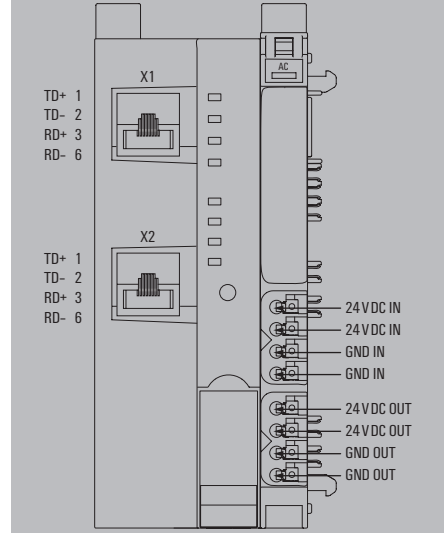 AC
X1
TD+ 1
TD- 2
RD+ 3
RD- 6
X2
TD+ 1
TD- 2
RD+ 3
RD- 6
24 V DC IN
24 V DC IN
GND IN
GND IN
24 V DC OUT
24 V DC OUT
GND OUT
GND OUT